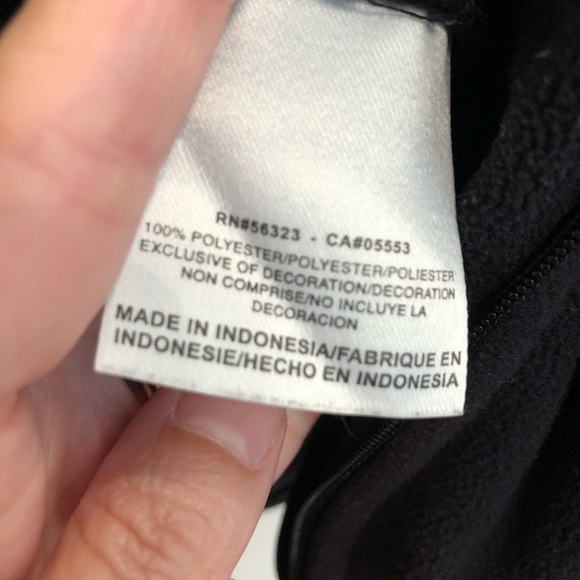 RN#56323 - CA#05553
100% POLYESTER/POLYESTER/POLIESTER
EXCLUSIVE OF DECORATION/DECORATION
NON COMPRISE/NO INCLUYE LA
DECORACION
MADE IN INDONESIA/FABRIQUE EN
INDONESIE/HECHO EN INDONESIA